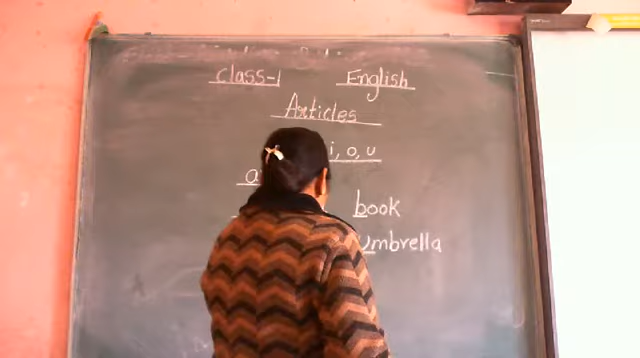 Class-1 English
Articles
i, o, u
a
book
Umbrella